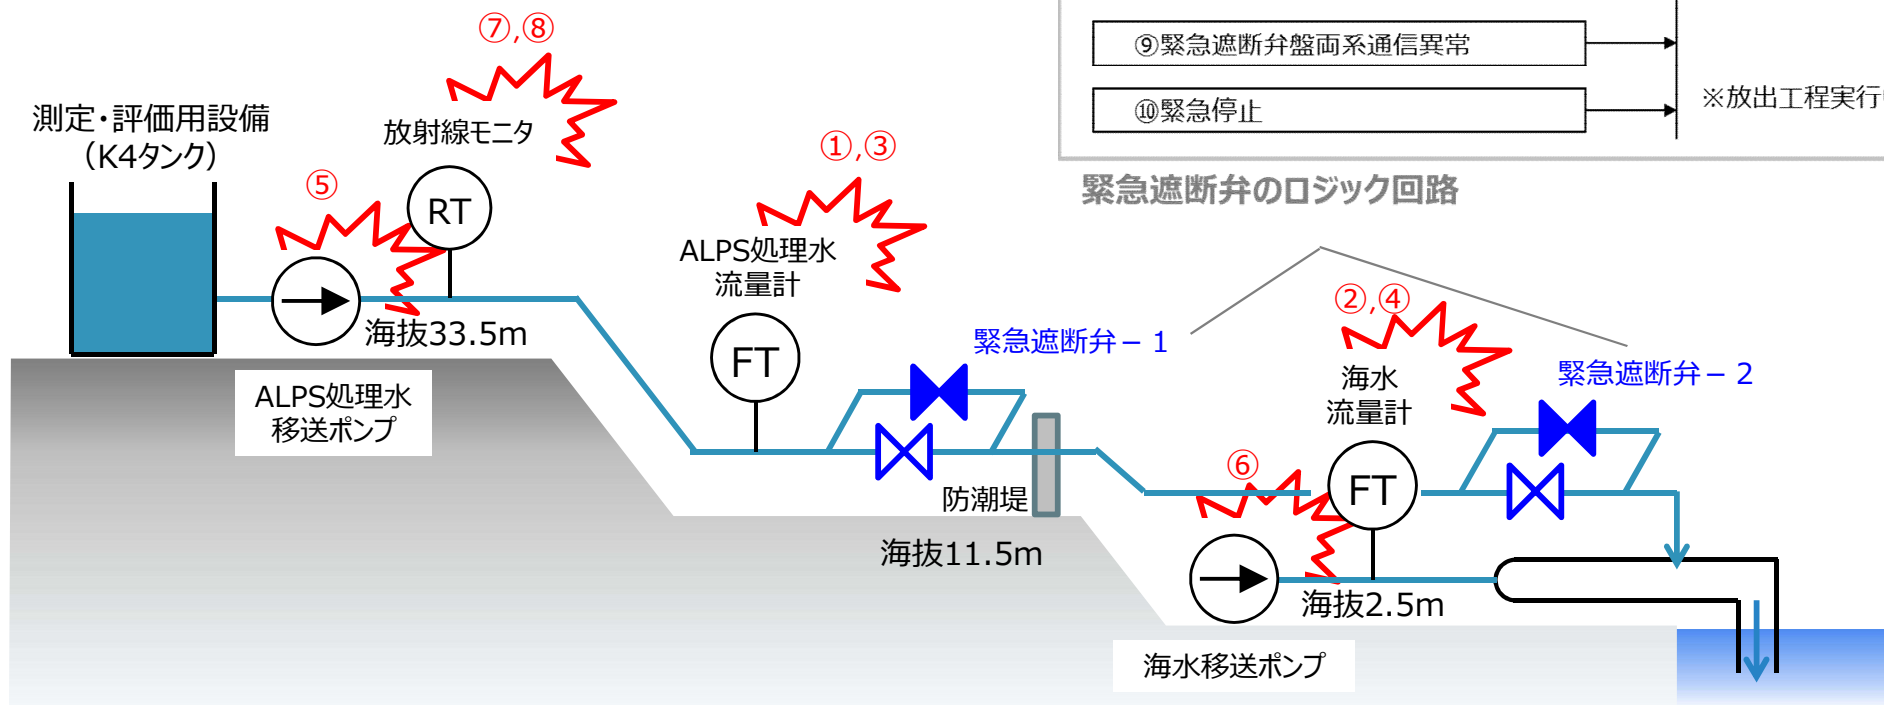 ⑨緊急遮断弁盤両系通信異常
⑩緊急停止
※放出工程実行
緊急遮断弁のロジック回路
⑦,⑧
放射線モニタ
RT
測定・評価用設備
（K4タンク）
⑤
海抜33.5m
ALPS処理水
移送ポンプ
①,③
ALPS処理水
流量計
FT
緊急遮断弁－1
防潮堤
海抜11.5m
②,④
海水
流量計
FT
緊急遮断弁－2
⑥
海抜2.5m
海水移送ポンプ